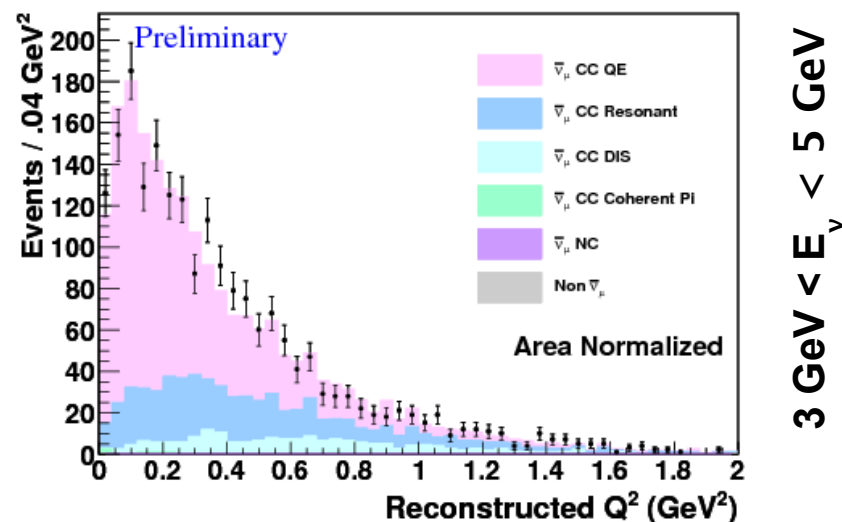 Preliminary
Events / .04 GeV²
200
180
160
140
120
100
80
60
40
20
0
0 0.2 0.4 0.6 0.8 1 1.2 1.4 1.6 1.8 2
Reconstructed Q² (GeV²)
ν̅μ CC QE
ν̅μ CC Resonant
ν̅μ CC DIS
ν̅μ CC Coherent Pi
ν̅μ NC
Non ν̅μ
Area Normalized
3 GeV < Eν < 5 GeV